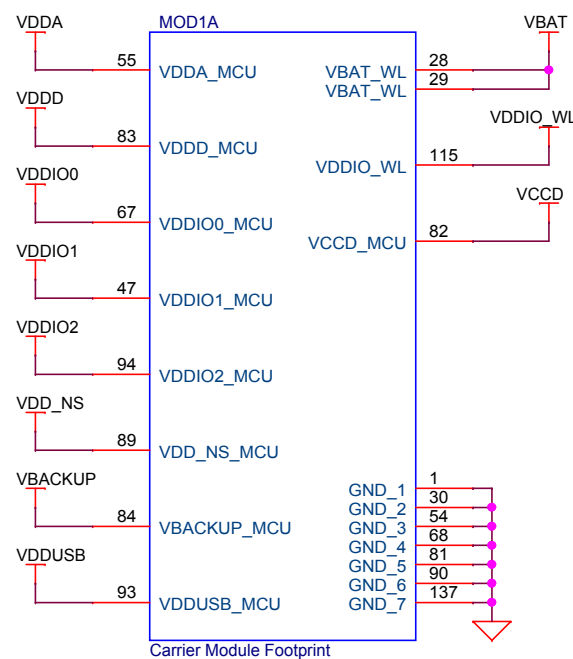 VDDA
MOD1A
VBAT
55
VDDA_MCU
VBAT_WL
28
VBAT_WL
29
VDDD
83
VDDD_MCU
VDDIO_WL
VDDIO_WL
115
VDDIO0
67
VDDIO0_MCU
VCCD
VCCD_MCU
82
VDDIO1
47
VDDIO1_MCU
VDDIO2
94
VDDIO2_MCU
VDD_NS
89
VDD_NS_MCU
VBACKUP
84
VBACKUP_MCU
GND_1
1
GND_2
30
GND_3
54
GND_4
68
GND_5
81
GND_6
90
GND_7
137
VDDUSB
93
VDDUSB_MCU
Carrier Module Footprint